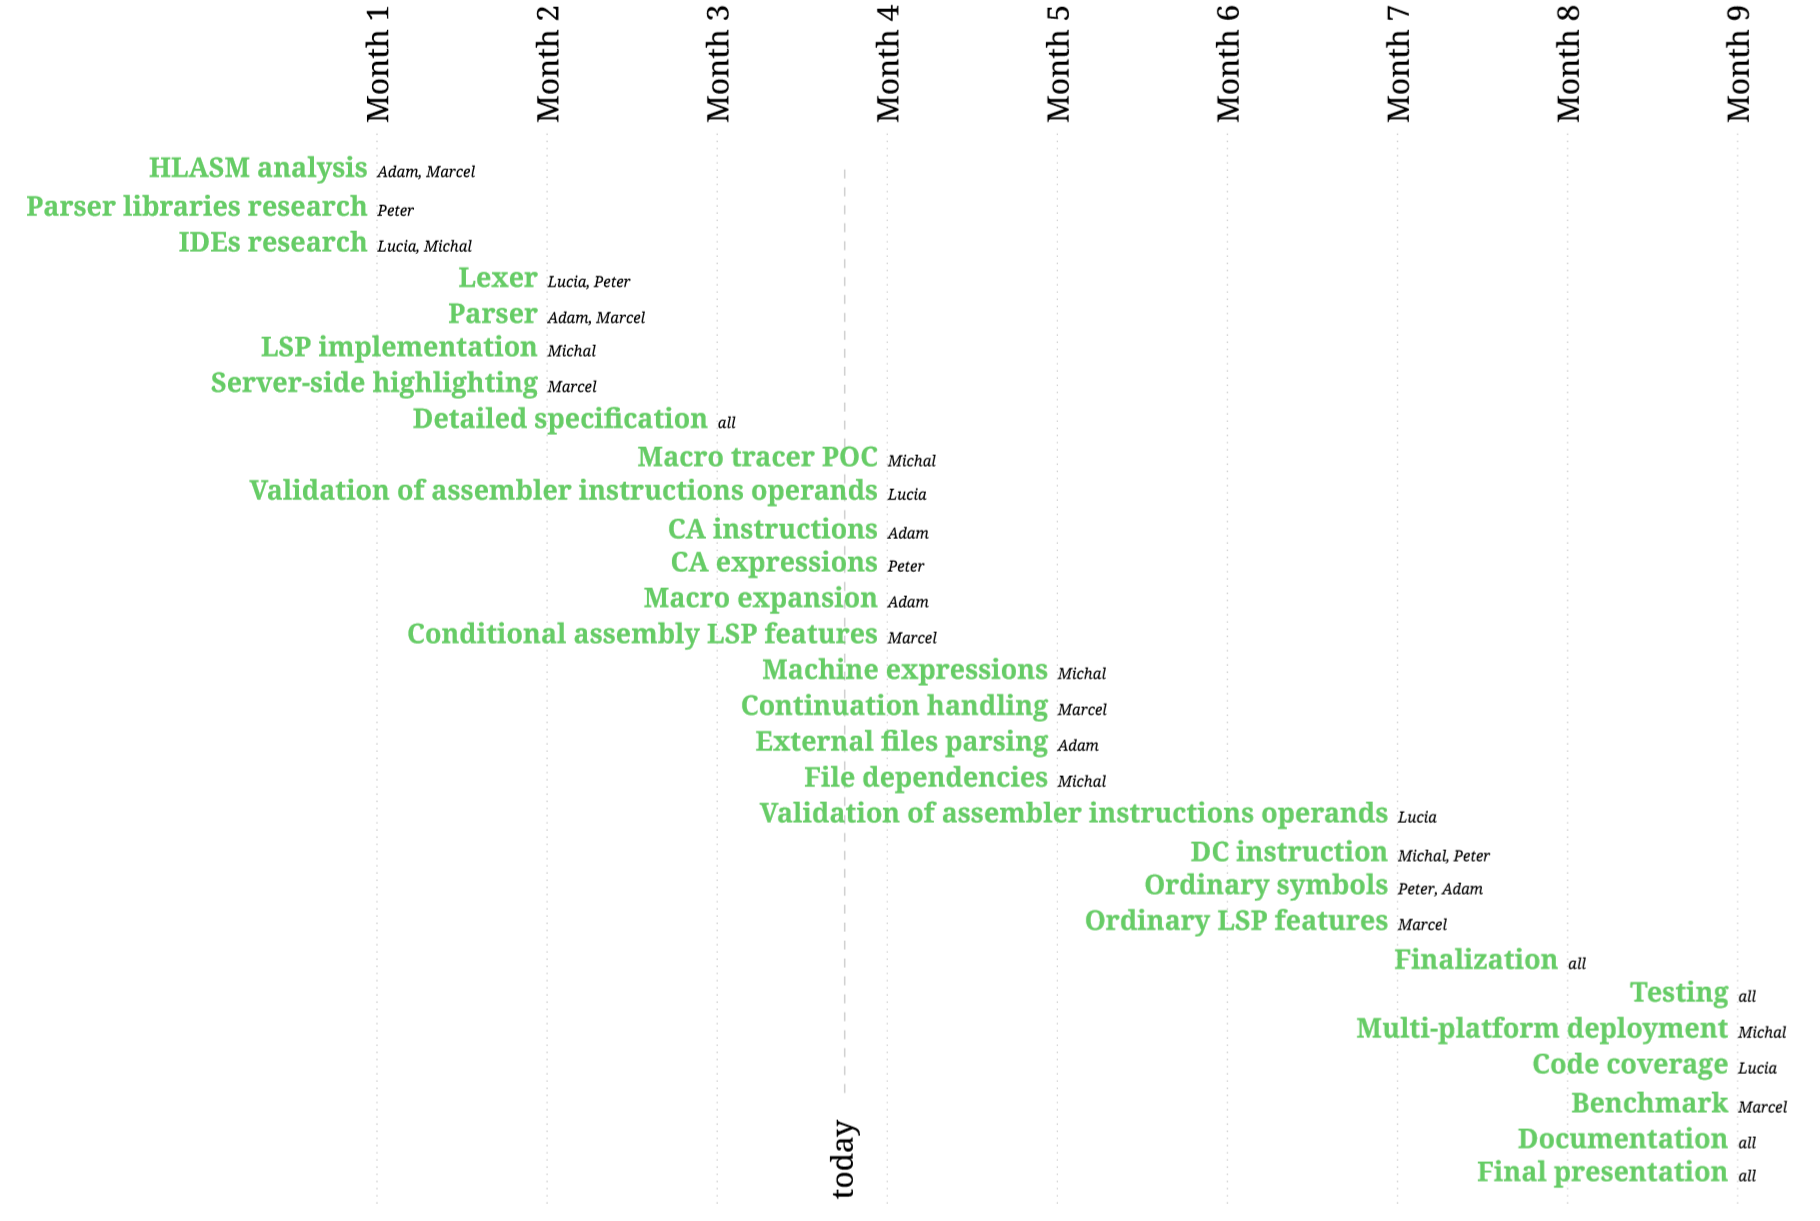 Month 1
Month 2
Month 3
Month 4
Month 5
Month 6
Month 7
Month 8
Month 9
HLASM analysis Adam, Marcel
Parser libraries research Peter
IDEs research Lucia, Michal
Lexer Lucia, Peter
Parser Adam, Marcel
LSP implementation Michal
Server-side highlighting Marcel
Detailed specification all
Macro tracer POC Michal
Validation of assembler instructions operands Lucia
CA instructions Adam
CA expressions Peter
Macro expansion Adam
Conditional assembly LSP features Marcel
Machine expressions Michal
Continuation handling Marcel
External files parsing Adam
File dependencies Michal
Validation of assembler instructions operands Lucia
DC instruction Michal, Peter
Ordinary symbols Peter, Adam
Ordinary LSP features Marcel
Finalization all
Testing all
Multi-platform deployment Michal
Code coverage Lucia
Benchmark Marcel
Documentation all
Final presentation all
today